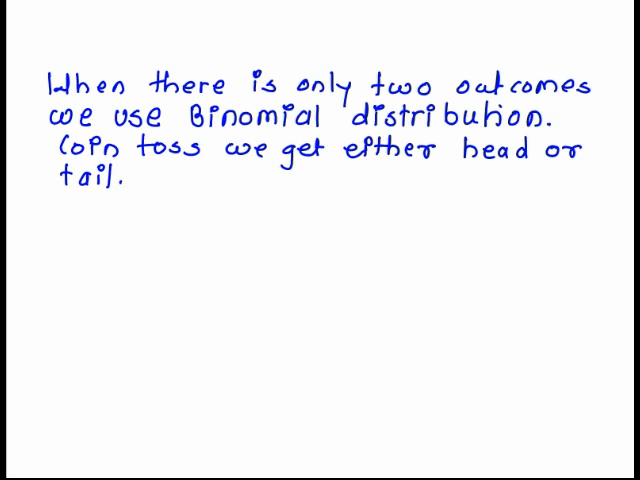 When there is only two outcomes
we use Binomial distribution.
Coin toss we get either head or
tail.